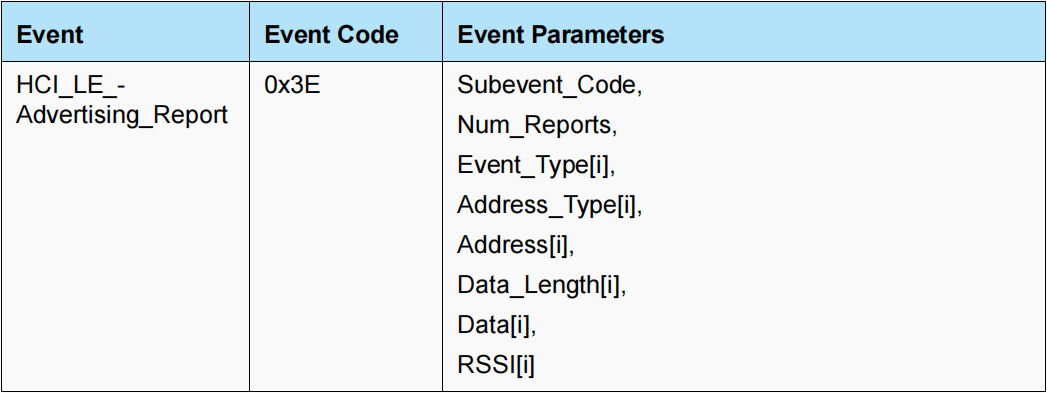 Event Event Code Event Parameters
HCI_LE_- 0x3E Subevent_Code,
Advertising_Report
Num_Reports,
Event_Type[i],
Address_Type[i],
Address[i],
Data_Length[i],
Data[i],
RSSI[i]